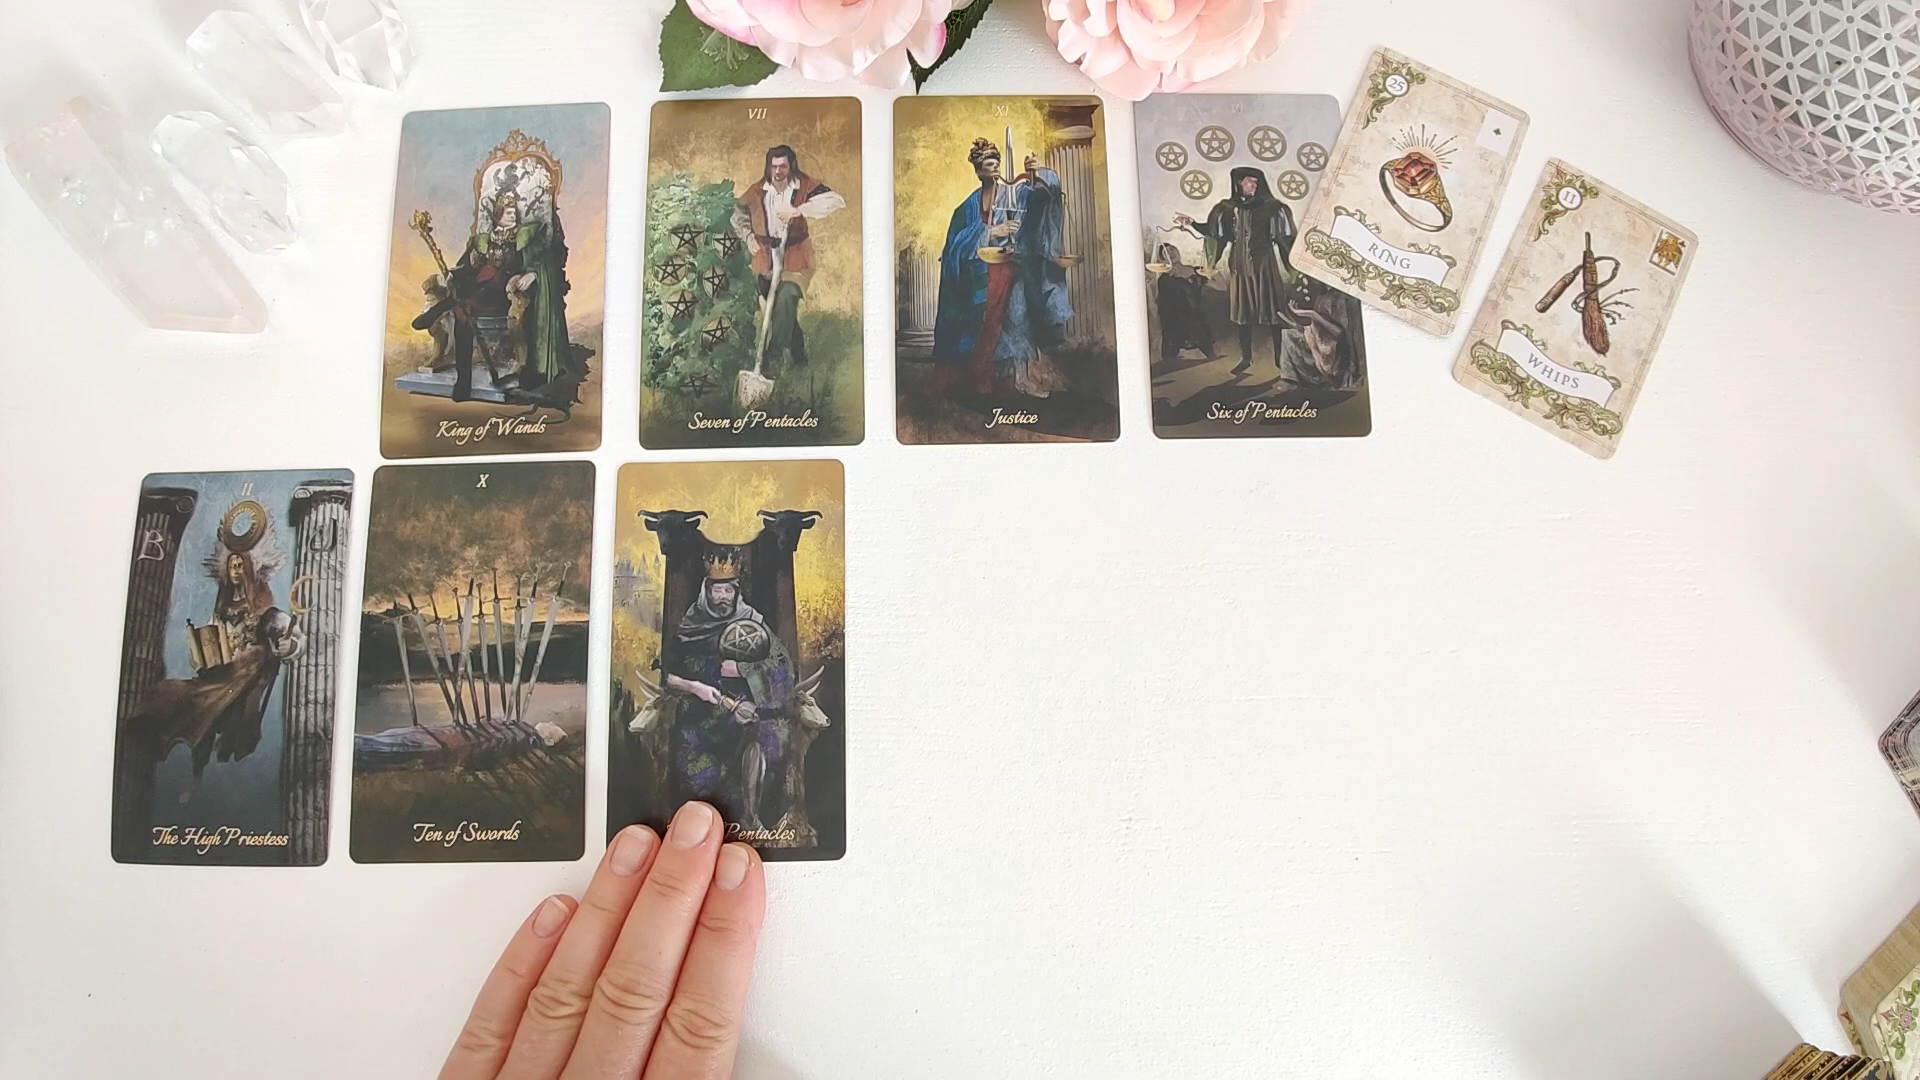 VII
XI
VI
25
11
RING
WHIPS
King of Wands
Seven of Pentacles
Justice
Six of Pentacles
II
B
J
X
The High Priestess
Ten of Swords
Pentacles